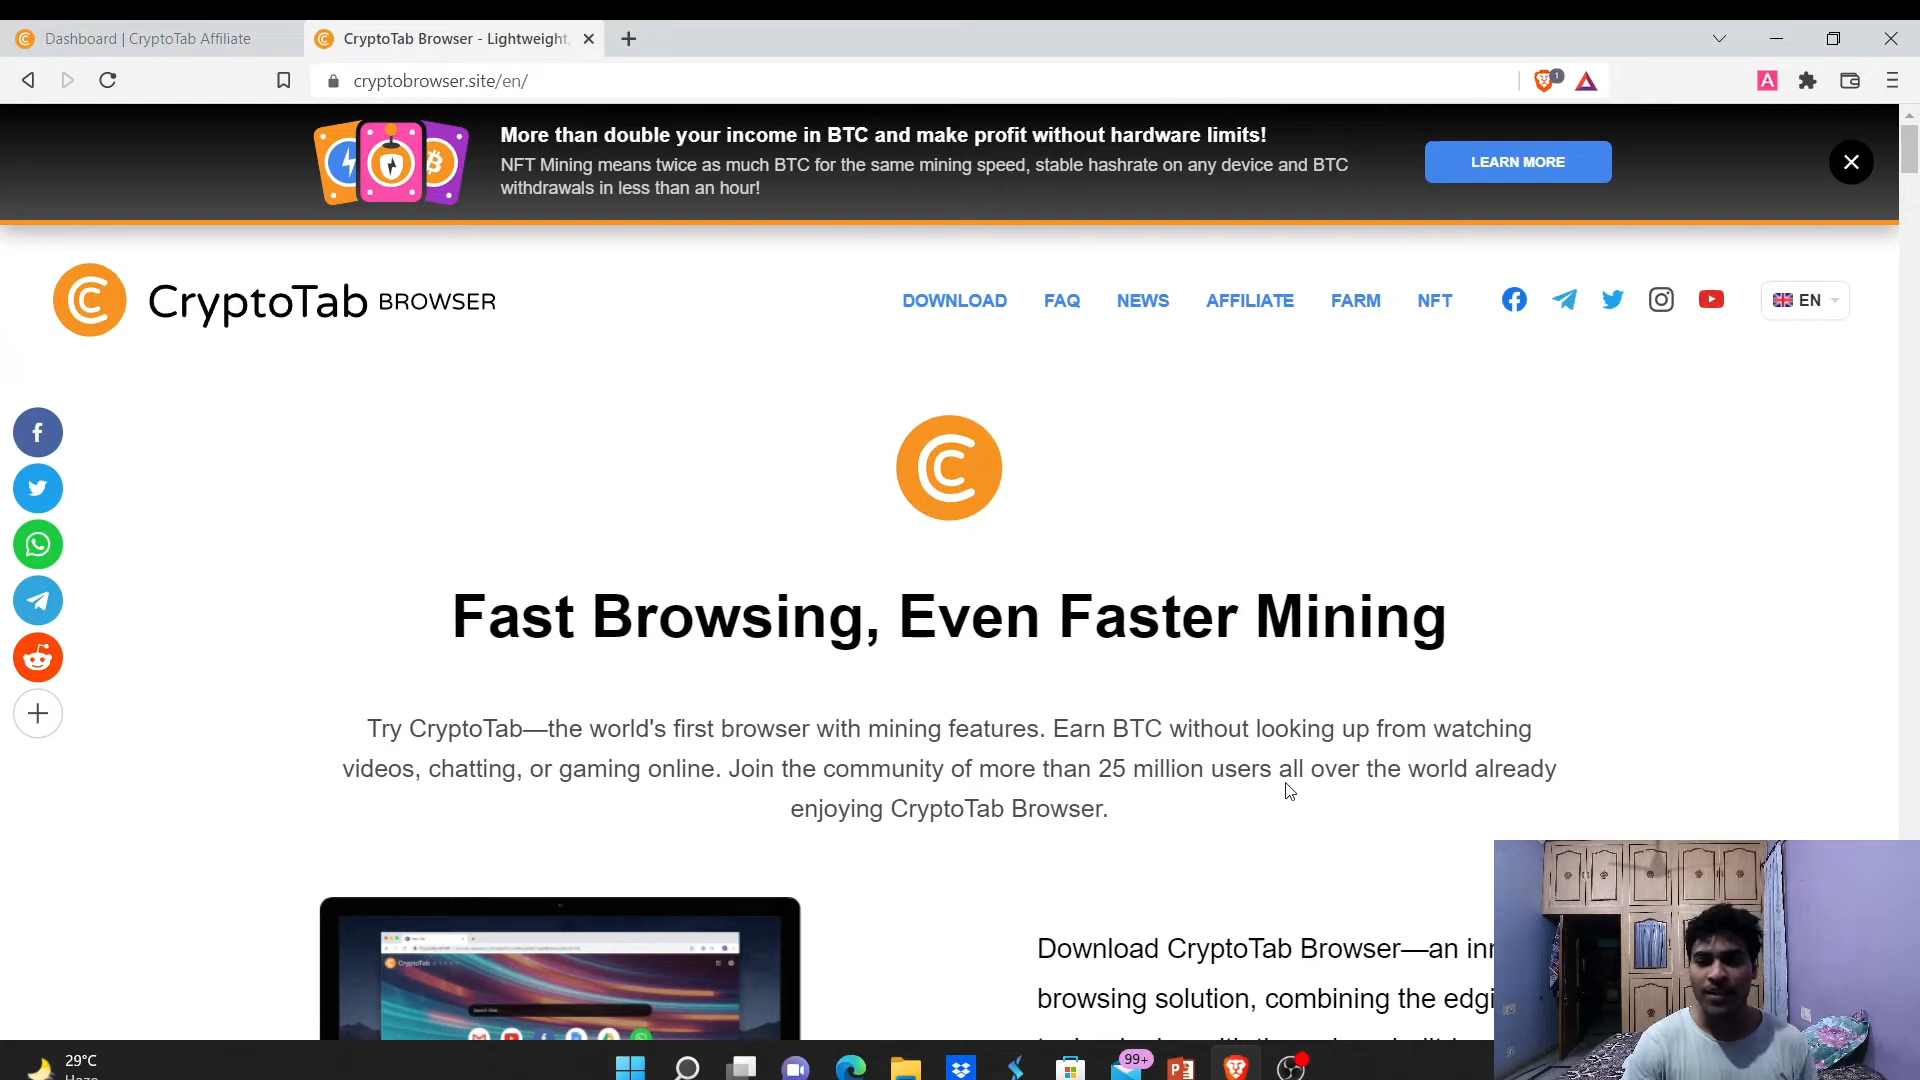 Dashboard | CryptoTab Affiliate
CryptoTab Browser - Lightweight,
cryptobrowser.site/en/
1
A
More than double your income in BTC and make profit without hardware limits!
NFT Mining means twice as much BTC for the same mining speed, stable hashrate on any device and BTC
withdrawals in less than an hour!
LEARN MORE
CryptoTab BROWSER
DOWNLOAD
FAQ
NEWS
AFFILIATE
FARM
NFT
EN
Fast Browsing, Even Faster Mining
Try CryptoTab—the world's first browser with mining features. Earn BTC without looking up from watching
videos, chatting, or gaming online. Join the community of more than 25 million users all over the world already
enjoying CryptoTab Browser.
CryptoTab
Download CryptoTab Browser—an
browsing solution, combining the
29°C
99+